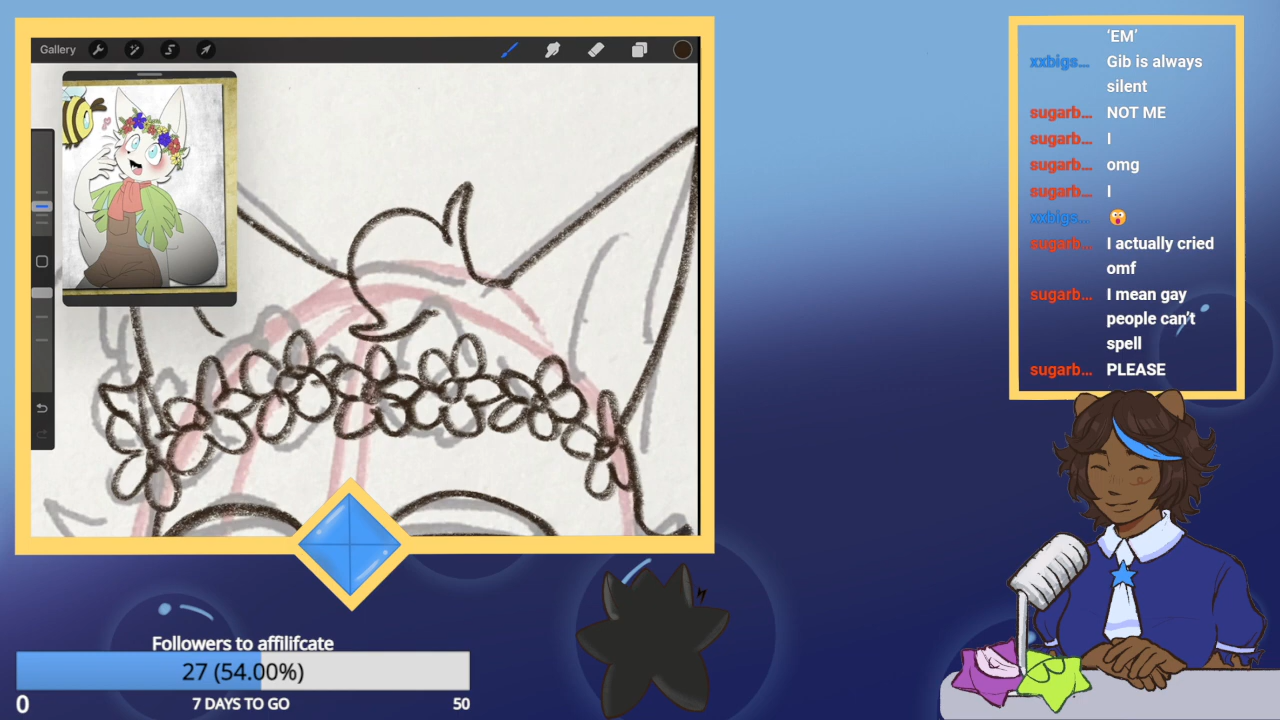 Gallery
‘EM’
xxbigs... Gib is always
silent
sugarb... NOT ME
sugarb... I
sugarb... omg
sugarb... I
xxbigs... 😲
sugarb... I actually cried
omf
sugarb... I mean gay
people can’t
spell
sugarb... PLEASE
Followers to affilifcate
27 (54.00%)
0 7 DAYS TO GO 50